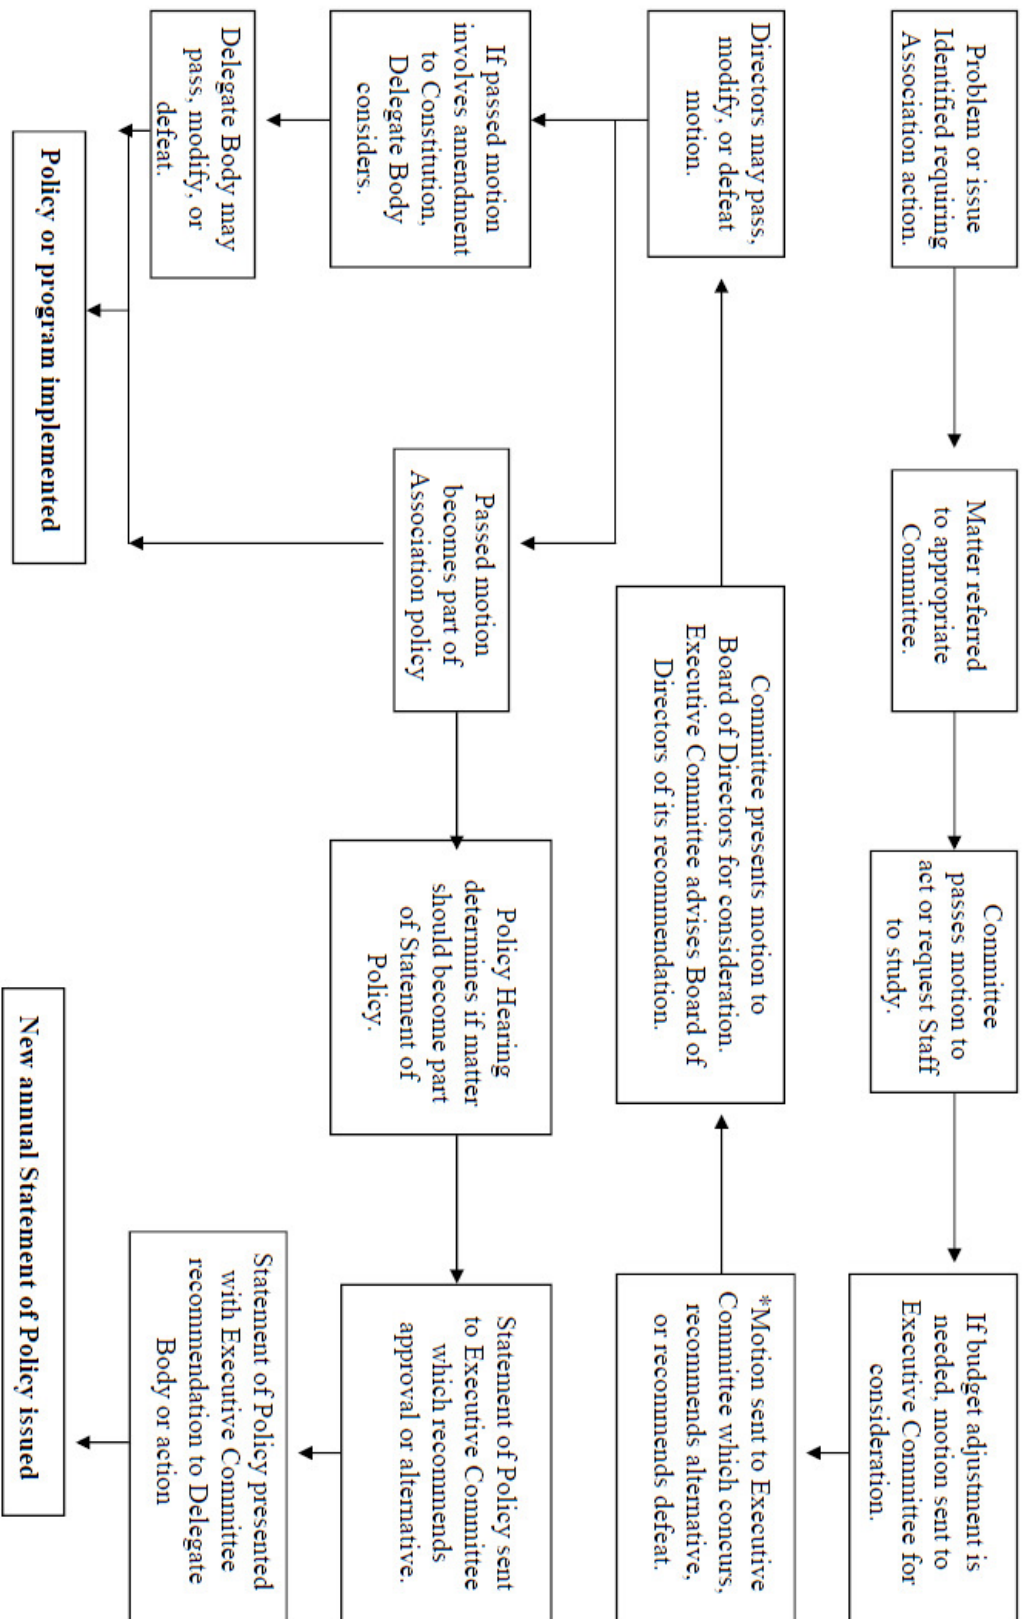 Problem or issue
Identified requiring
Association action.
Matter referred
to appropriate
Committee.
Committee
passes motion to
act or request Staff
to study.
If budget adjustment is
needed, motion sent to
Executive Committee for
consideration.
*Motion sent to Executive
Committee which concurs,
recommends alternative,
or recommends defeat.
Committee presents motion to
Board of Directors for consideration.
Executive Committee advises Board of
Directors of its recommendation.
Directors may pass,
modify, or defeat
motion.
If passed motion
involves amendment
to Constitution,
Delegate Body
considers.
Delegate Body may
pass, modify, or
defeat.
Passed motion
becomes part of
Association policy
Policy Hearing
determines if matter
should become part
of Statement of
Policy.
Statement of Policy sent
to Executive Committee
which recommends
approval or alternative.
Statement of Policy presented
with Executive Committee
recommendation to Delegate
Body or action
Policy or program implemented
New annual Statement of Policy issued